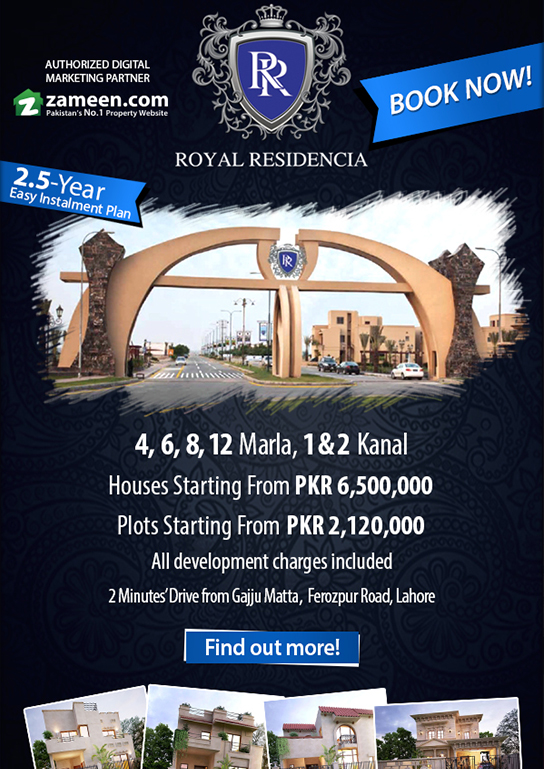 AUTHORIZED DIGITAL
MARKETING PARTNER
zameen.com
Pakistan's No.1 Property Website
RR
BOOK NOW!
ROYAL RESIDENCIA
2.5-Year
Easy Instalment Plan
RR
4, 6, 8, 12 Marla, 1 & 2 Kanal
Houses Starting From PKR 6,500,000
Plots Starting From PKR 2,120,000
All development charges included
2 Minutes' Drive from Gajju Matta, Ferozpur Road, Lahore
Find out more!